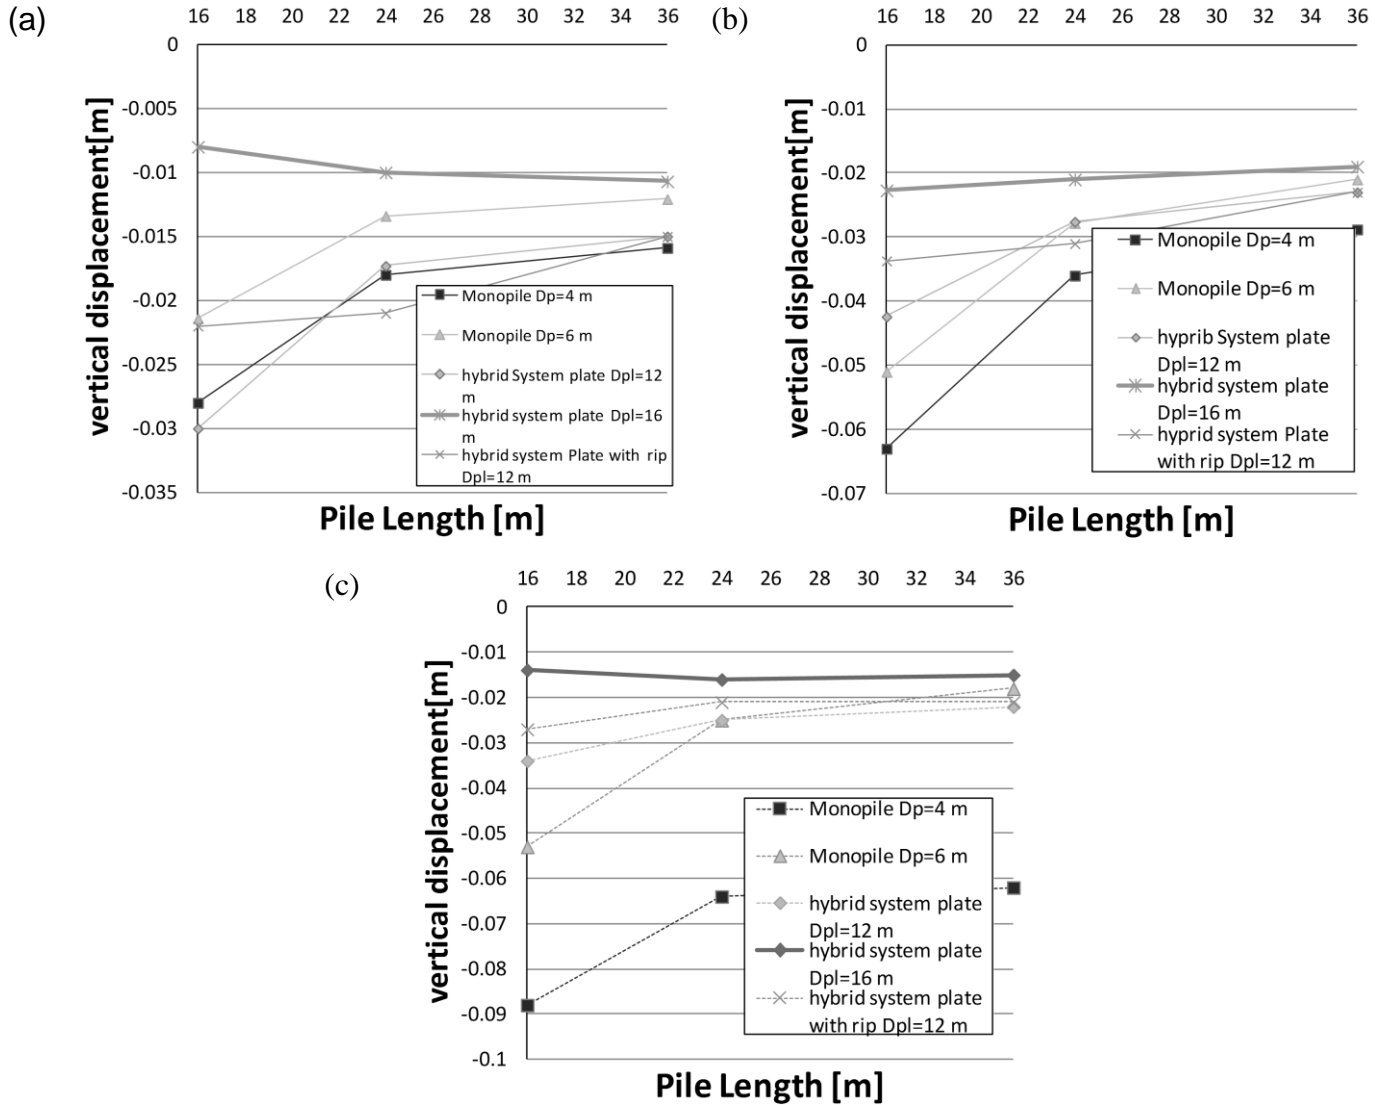 (a)
16 18 20 22 24 26 28 30 32 34 36
0
-0.005
-0.01
-0.015
-0.02
-0.025
-0.03
-0.035
vertical displacement[m]
Monopile Dp=4 m
Monopile Dp=6 m
hybrid System plate Dpl=12
m
hybrid system plate Dpl=16
m
hybrid system Plate with rip
Dpl=12 m
Pile Length [m]
(b)
16 18 20 22 24 26 28 30 32 34 36
0
-0.01
-0.02
-0.03
-0.04
-0.05
-0.06
-0.07
vertical displacement[m]
Monopile Dp=4 m
Monopile Dp=6 m
hyprib System plate
Dpl=12 m
hybrid system plate
Dpl=16 m
hyprid system Plate
with rip Dpl=12 m
Pile Length [m]
(c)
16 18 20 22 24 26 28 30 32 34 36
0
-0.01
-0.02
-0.03
-0.04
-0.05
-0.06
-0.07
-0.08
-0.09
-0.1
vertical displacement[m]
Monopile Dp=4 m
Monopile Dp=6 m
hybrid system plate
Dpl=12 m
hybrid system plate
Dpl=16 m
hybrid system plate
with rip Dpl=12 m
Pile Length [m]